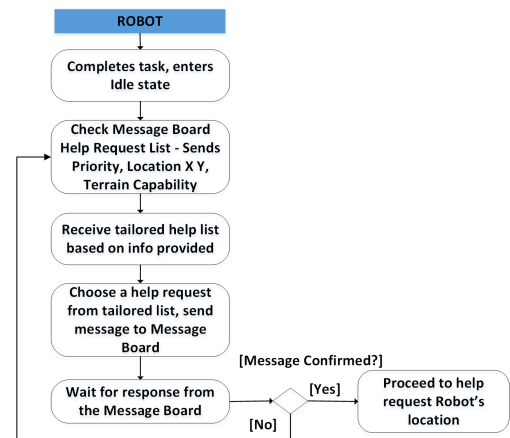 ROBOT
Completes task, enters
Idle state
Check Message Board
Help Request List - Sends
Priority, Location X Y,
Terrain Capability
Receive tailored help list
based on info provided
Choose a help request
from tailored list, send
message to Message
Board
[Message Confirmed?]
Wait for response from
the Message Board
[Yes]
[No]
Proceed to help
request Robot's
location